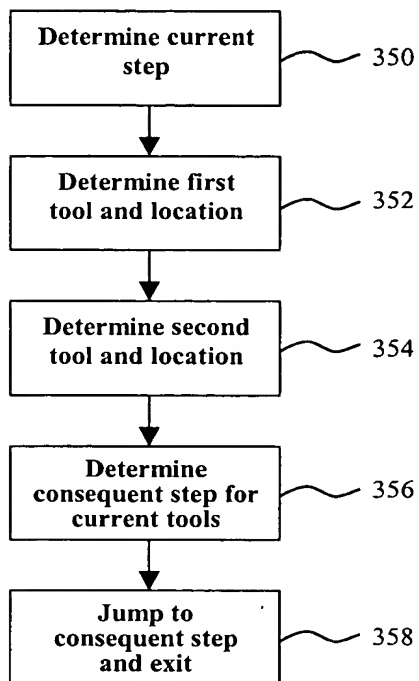 Determine current
step
350
Determine first
tool and location
352
Determine second
tool and location
354
Determine
consequent step for
current tools
356
Jump to
consequent step
and exit
358